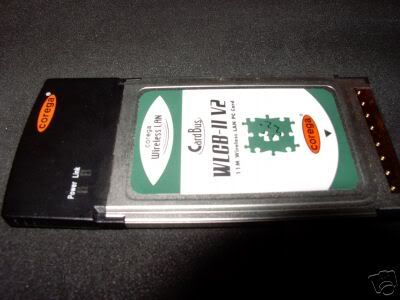 corega
Power Link
corega
Wireless LAN
CardBus
WLCB-11 V2
11M Wireless LAN PC Card
corega